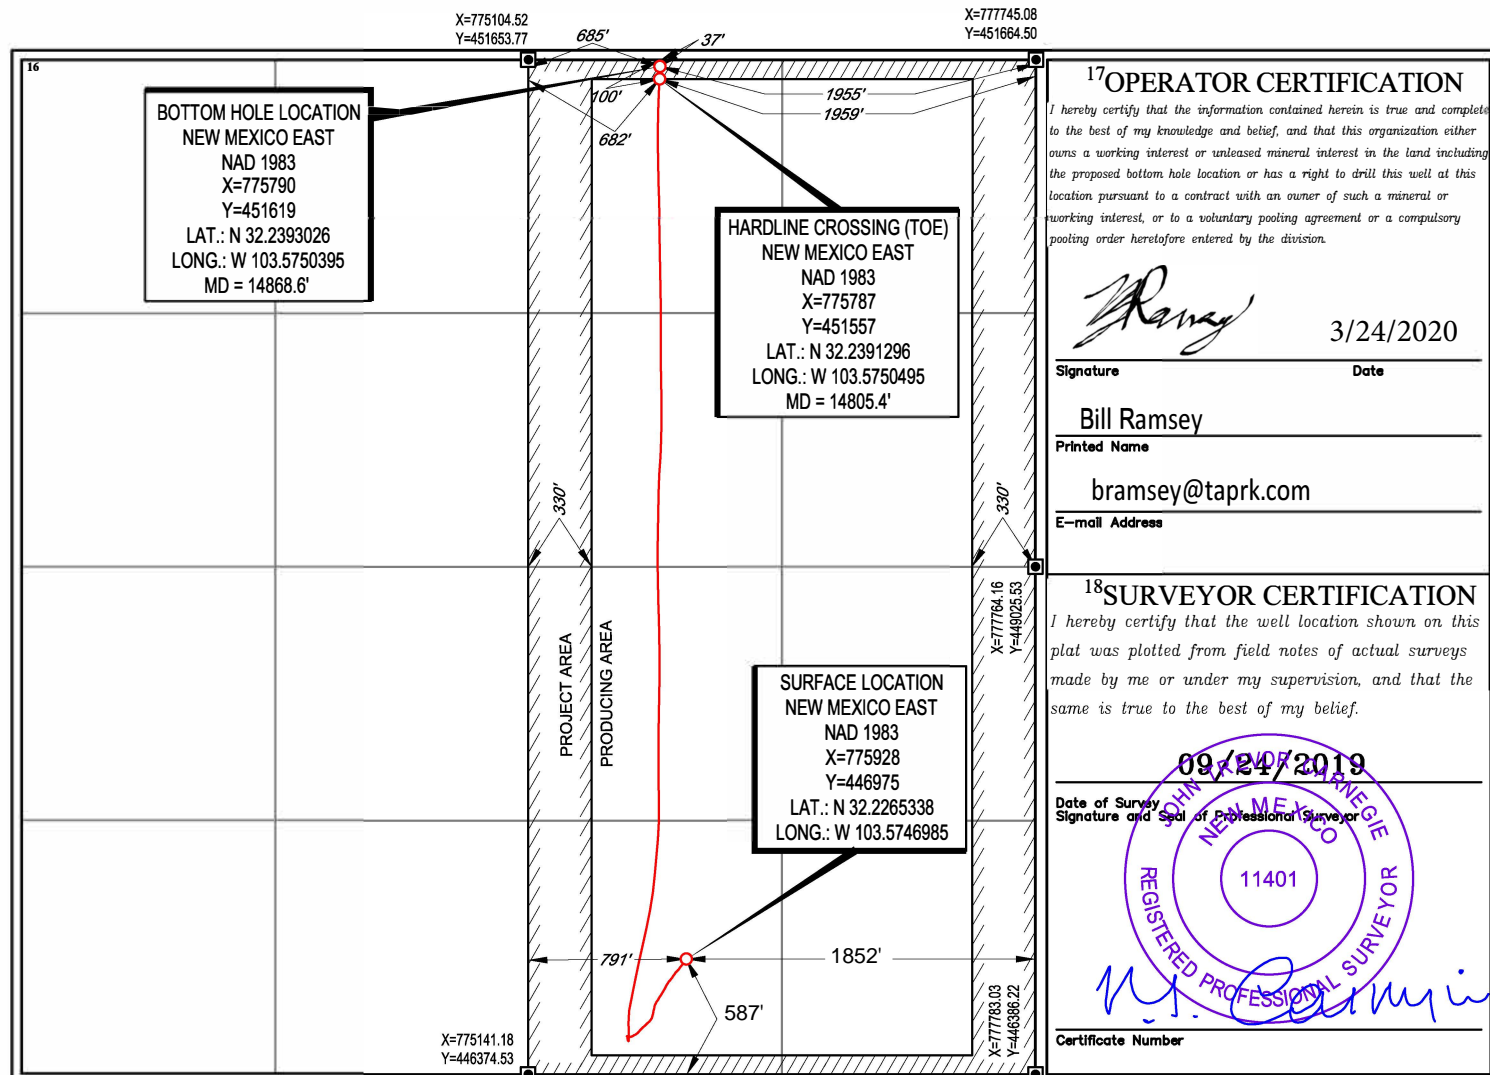 X=775104.52
Y=451653.77
685'
37'
X=777745.08
Y=451664.50
16
100'
682'
1955'
1959'
BOTTOM HOLE LOCATION
NEW MEXICO EAST
NAD 1983
X=775790
Y=451619
LAT.: N 32.2393026
LONG.: W 103.5750395
MD = 14868.6'
HARDLINE CROSSING (TOE)
NEW MEXICO EAST
NAD 1983
X=775787
Y=451557
LAT.: N 32.2391296
LONG.: W 103.5750495
MD = 14805.4'
330'
330'
X=777764.16
Y=449025.53
PROJECT AREA
PRODUCING AREA
SURFACE LOCATION
NEW MEXICO EAST
NAD 1983
X=775928
Y=446975
LAT.: N 32.2265338
LONG.: W 103.5746985
791'
1852'
587'
X=775141.18
Y=446374.53
X=777783.03
Y=446386.22
17 OPERATOR CERTIFICATION
I hereby certify that the information contained herein is true and complete
to the best of my knowledge and belief, and that this organization either
owns a working interest or unleased mineral interest in the land including
the proposed bottom hole location or has a right to drill this well at this
location pursuant to a contract with an owner of such a mineral or
working interest, or to a voluntary pooling agreement or a compulsory
pooling order heretofore entered by the division.
3/24/2020
Signature Date
Bill Ramsey
Printed Name
bramsey@taprk.com
E-mail Address
18 SURVEYOR CERTIFICATION
I hereby certify that the well location shown on this
plat was plotted from field notes of actual surveys
made by me or under my supervision, and that the
same is true to the best of my belief.
09/24/2019
Date of Survey
Signature and Seal of Professional Surveyor
JOHN TREVOR CARNEGIE
NEW MEXICO
11401
REGISTERED PROFESSIONAL SURVEYOR
Certificate Number